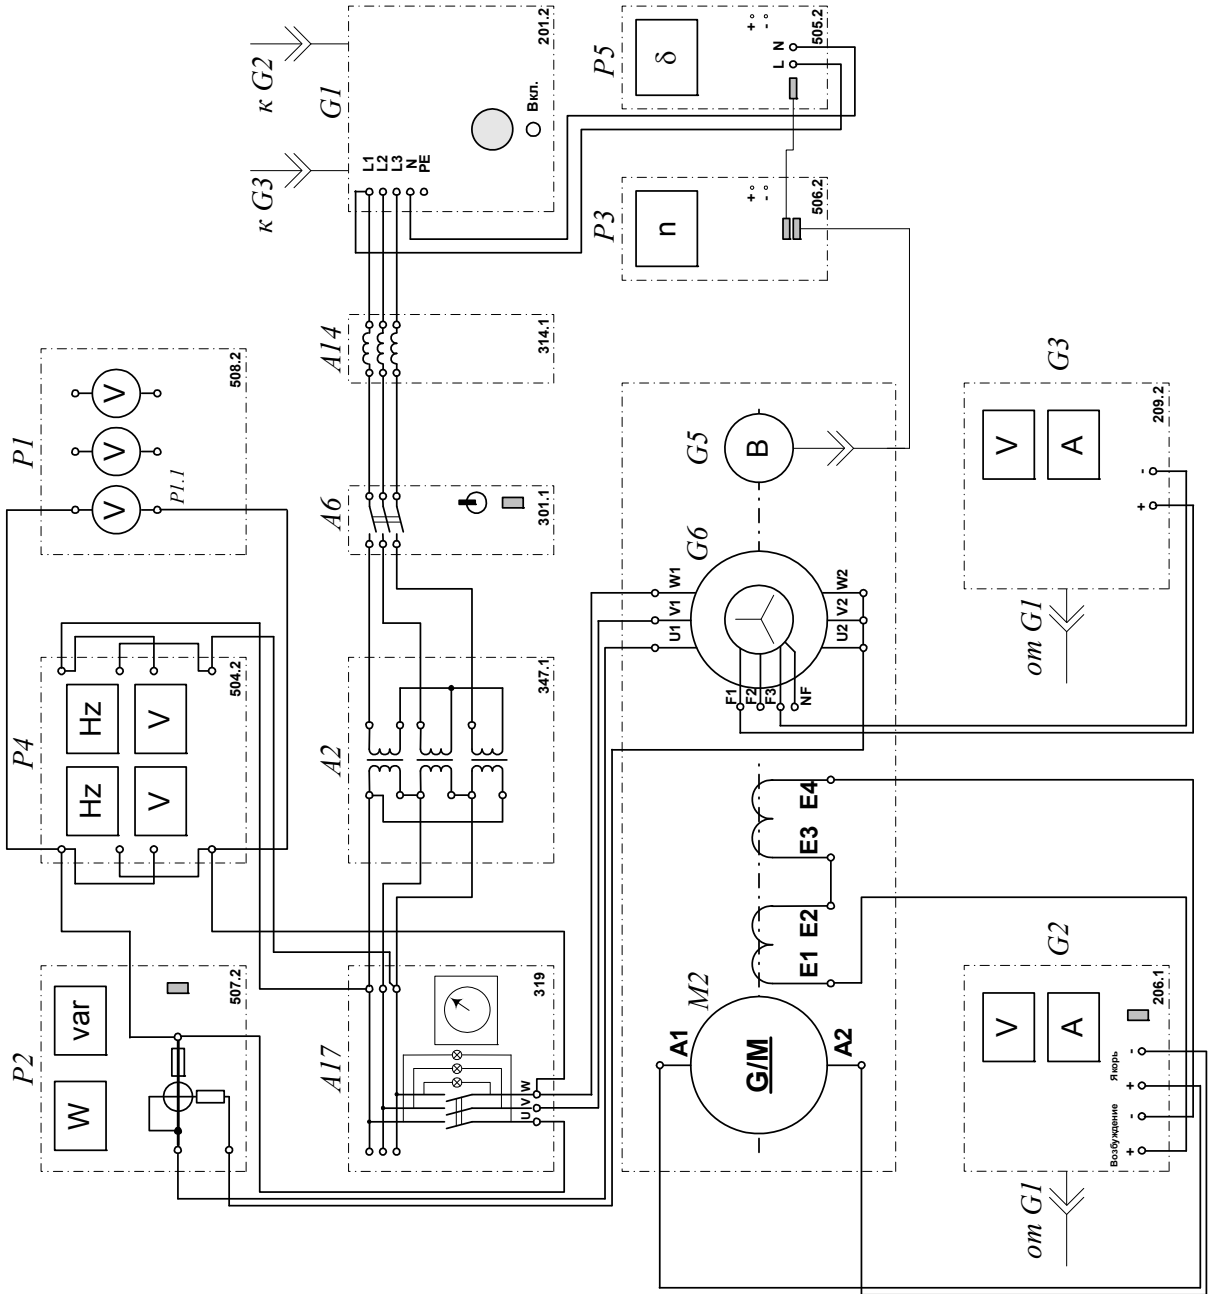 к G3
к G2
G1
201.2
L1
L2
L3
N
PE
Вкл.
P5
δ
+
-
L N
505.2
P3
n
+
-
506.2
A14
314.1
P1
V
V
V
P1.1
508.2
A6
301.1
G5
B
G6
U1 V1 W1
U2 V2 W2
F1
F2
F3
NF
G3
V
A
+ -
209.2
от G1
P4
Hz Hz
V V
504.2
A2
347.1
P2
W var
507.2
A17
U V W
319
M2
G/M
A1
A2
E1 E2 E3 E4
G2
V
A
206.1
Возбуждение Якорь
+ - + -
от G1